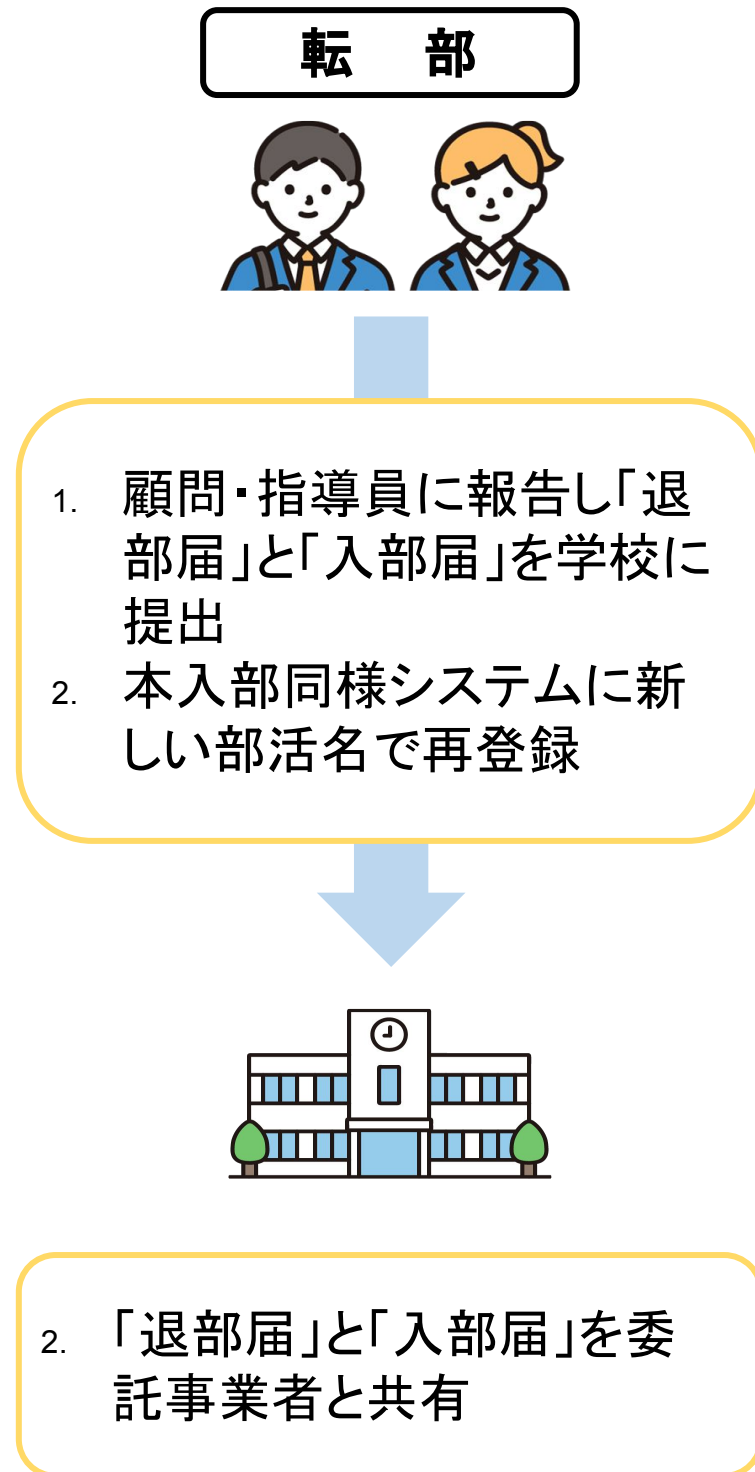 転　部
1. 顧問・指導員に報告し「退
部届」と「入部届」を学校に
提出
2. 本入部同様システムに新
しい部活名で再登録
2. 「退部届」と「入部届」を委
託事業者と共有